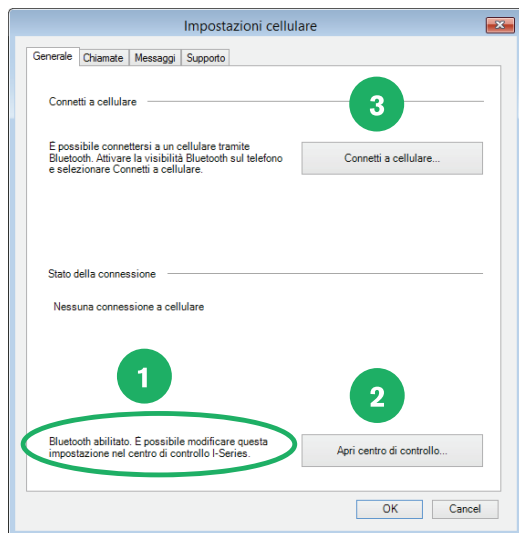 Impostazioni cellulare
Generale Chiamate Messaggi Supporto
Connetti a cellulare
3
È possibile connettersi a un cellulare tramite
Bluetooth. Attivare la visibilità Bluetooth sul telefono
e selezionare Connetti a cellulare.
Connetti a cellulare...
Stato della connessione
Nessuna connessione a cellulare
1
2
Bluetooth abilitato. È possibile modificare questa
impostazione nel centro di controllo I-Series.
Apri centro di controllo...
OK Cancel